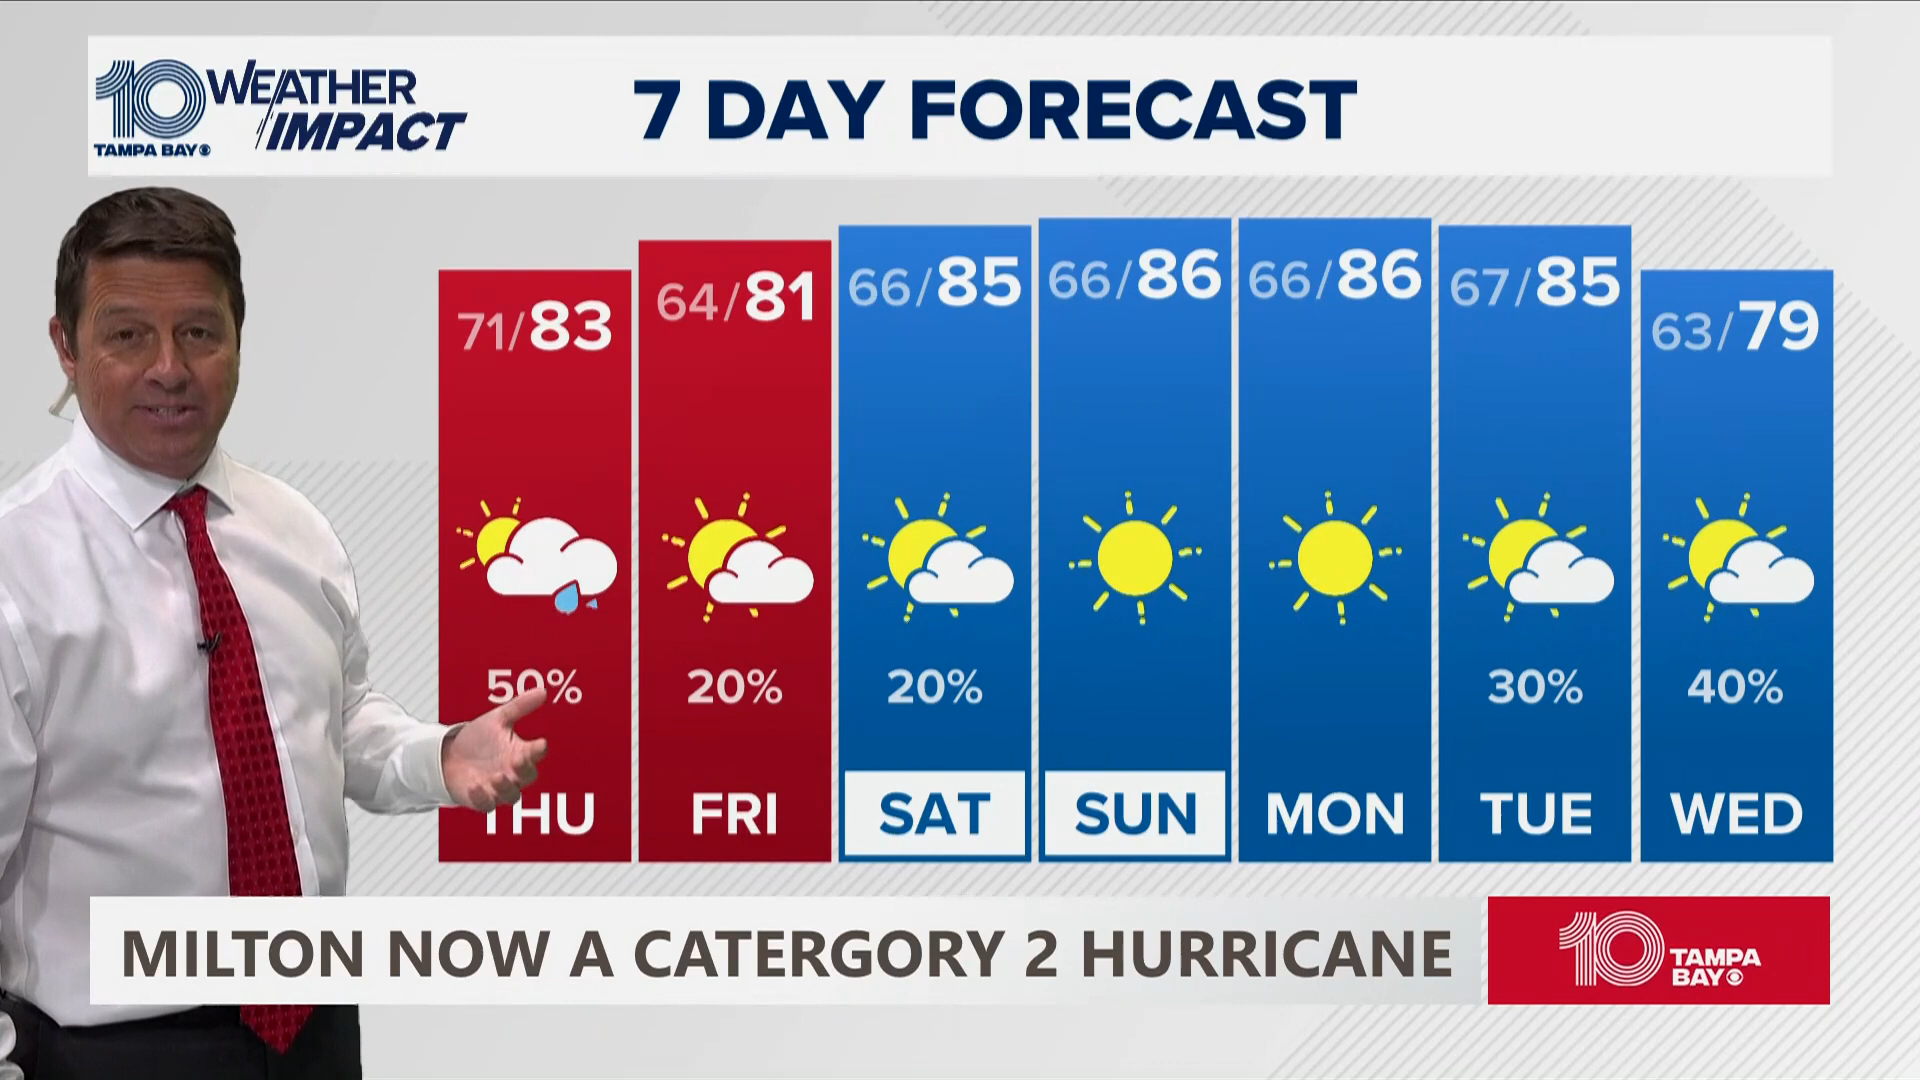 10 WEATHER IMPACT
TAMPA BAY
7 DAY FORECAST
71/83
64/81
66/85
66/86
66/86
67/85
63/79
50%
20%
20%
30%
40%
THU
FRI
SAT
SUN
MON
TUE
WED
MILTON NOW A CATERGORY 2 HURRICANE
10 TAMPA BAY